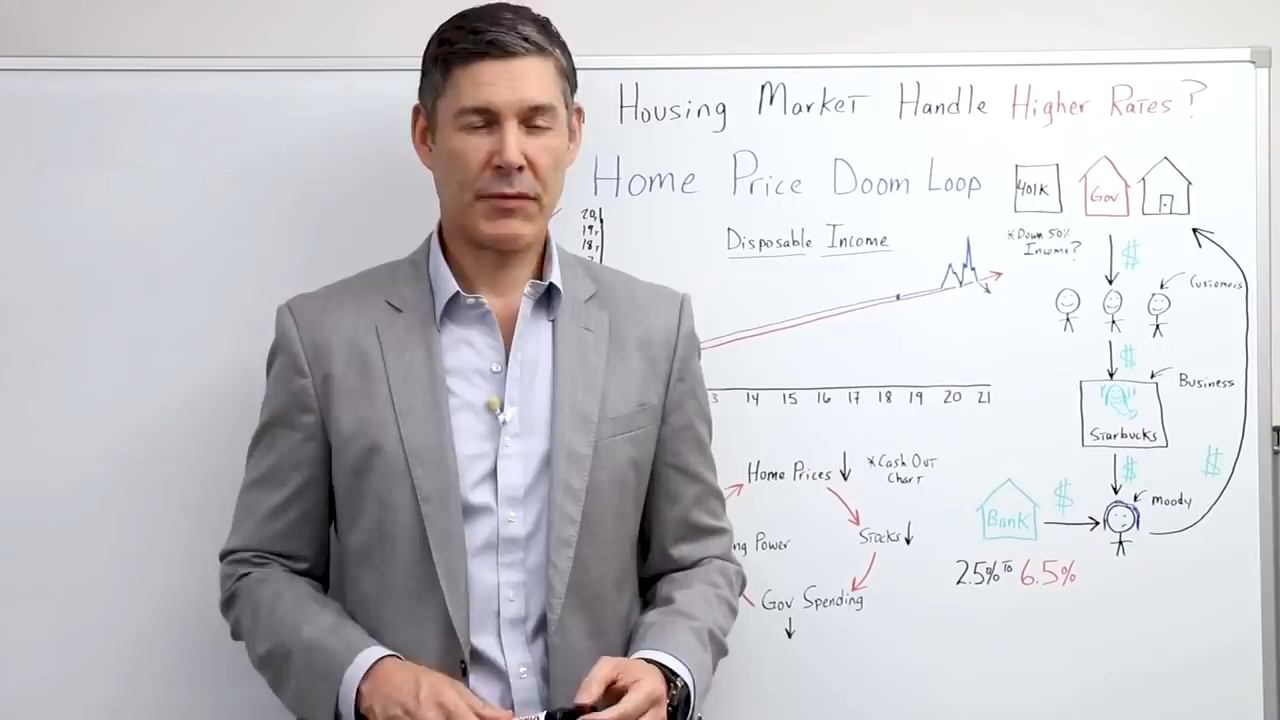 Housing Market Handle Higher Rates?
Home Price Doom Loop
401K
Gov
20
19
18
Disposable Income
*Down 50%
Income?
$
Customers
$
Business
Starbucks
3 14 15 16 17 18 19 20 21
Home Prices
*Cash Out
Chart
$
$
moody
Bank
$
Stocks
ng Power
2.5% To 6.5%
Gov Spending